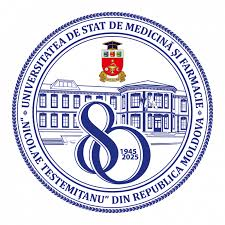 UNIVERSITATEA DE STAT DE MEDICINĂ ȘI FARMACIE
„NICOLAE TESTEMIȚANU” DIN REPUBLICA MOLDOVA
80
1945
2025